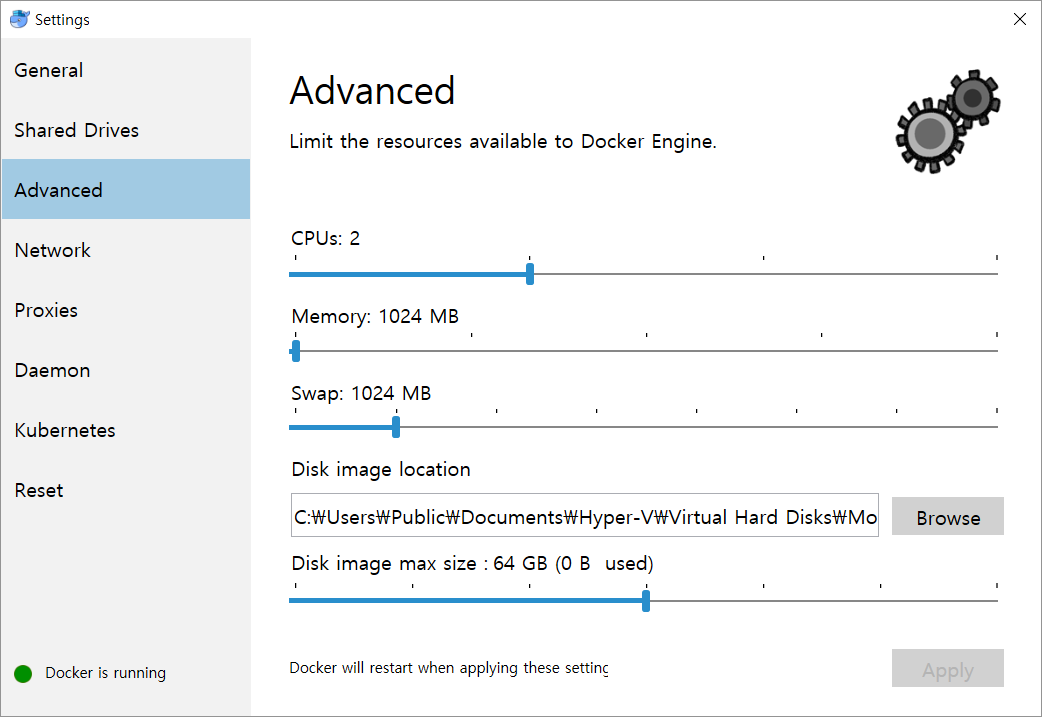 Settings
General
Shared Drives
Advanced
Network
Proxies
Daemon
Kubernetes
Reset
Docker is running
Advanced
Limit the resources available to Docker Engine.
CPUs: 2
Memory: 1024 MB
Swap: 1024 MB
Disk image location
C:₩Users₩Public₩Documents₩Hyper-V₩Virtual Hard Disks₩Mo
Browse
Disk image max size : 64 GB (0 B  used)
Docker will restart when applying these setting
Apply